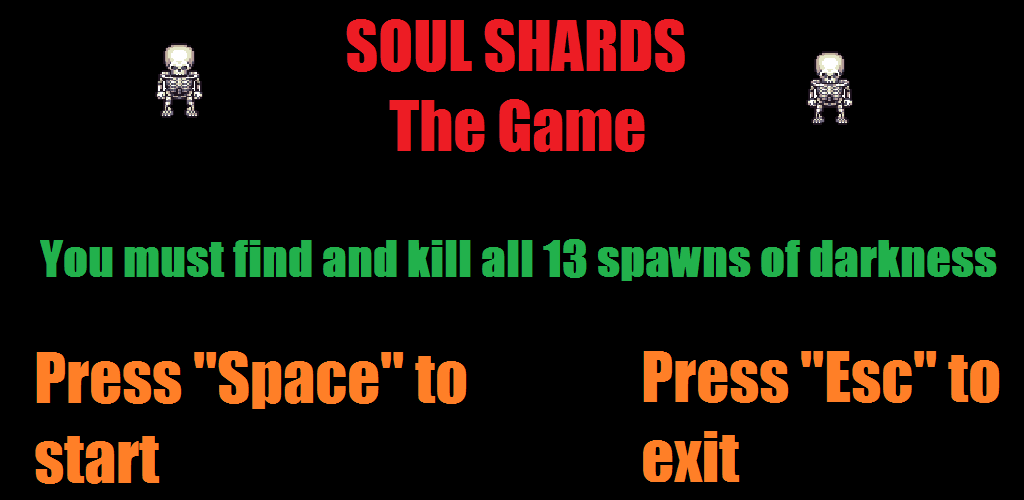 SOUL SHARDS
The Game
You must find and kill all 13 spawns of darkness
Press "Space" to
start
Press "Esc" to
exit